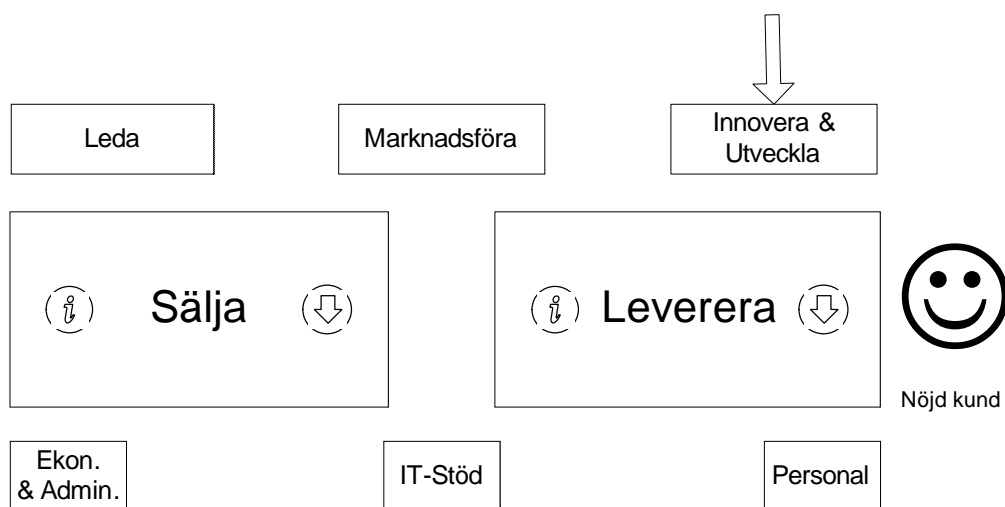 Leda
Marknadsföra
Innovera &
Utveckla
i
Sälja
i
Leverera
Nöjd kund
Ekon.
& Admin.
IT-Stöd
Personal